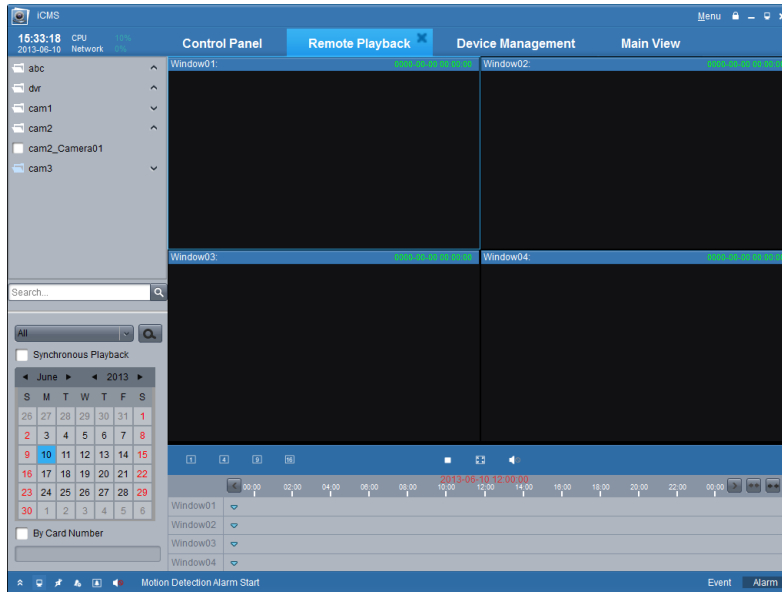 iCMS
Menu
15:33:18 CPU 10%
2013-06-10 Network 0%
Control Panel Remote Playback Device Management Main View
abc
dvr
cam1
cam2
cam2_Camera01
cam3
Search...
Window01: 0000-00-00 00:00:00 Window02: 0000-00-00 00:00:00
Window03: 0000-00-00 00:00:00 Window04: 0000-00-00 00:00:00
All
Synchronous Playback
June 2013
S M T W T F S
26 27 28 29 30 31 1
2 3 4 5 6 7 8
9 10 11 12 13 14 15
16 17 18 19 20 21 22
23 24 25 26 27 28 29
30 1 2 3 4 5 6
By Card Number
1 4 9 16
2013-06-10 12:00:00
00:00 02:00 04:00 06:00 08:00 10:00 12:00 14:00 16:00 18:00 20:00 22:00 00:00
Window01
Window02
Window03
Window04
Motion Detection Alarm Start
Event Alarm